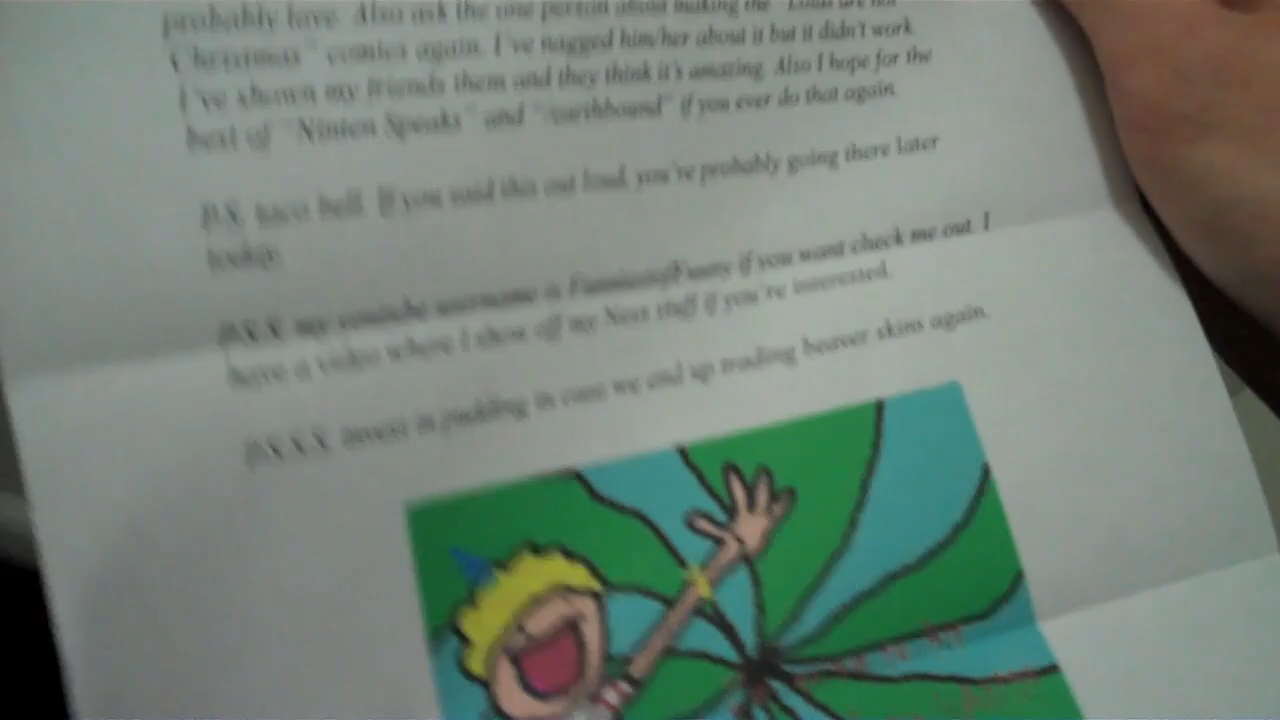 probably love. Also ask the one person about making the
Christmas" comics again. I've nagged him/her about it but it didn't work.
I've shown my friends them and they think it's amazing. Also I hope for the
best of "Ninten Speaks" and "earthbound" if you ever do that again.
P.S. taco bell. If you said this out loud, you're probably going there later
P.S.S. my youtube username is if you want check me out. I
have a video where I show off my Ness stuff if you're interested.
P.S.S.S. invest in pudding in case we end up trading beaver skins again.